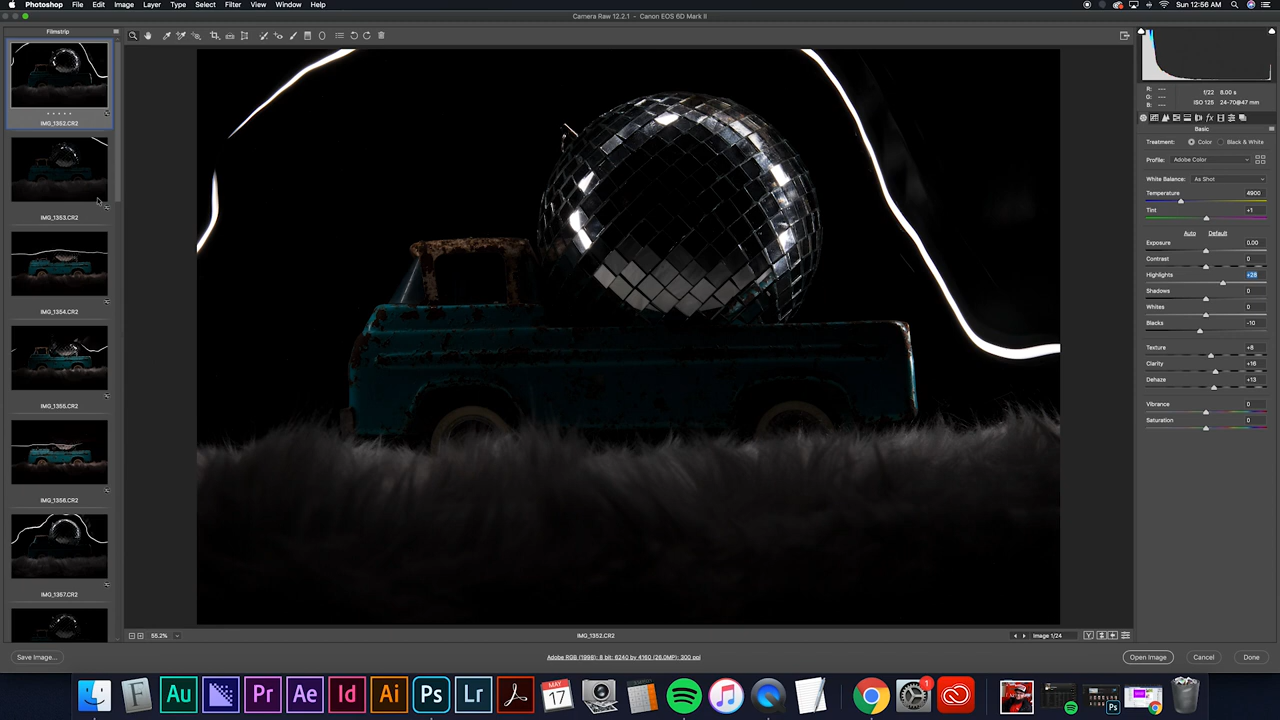 Photoshop File Edit Image Layer Type Select Filter View Window Help
Sun 12:56 AM
Camera Raw 12.2.1 - Canon EOS 6D Mark II
Filmstrip
IMG_1352.CR2
IMG_1353.CR2
IMG_1354.CR2
IMG_1355.CR2
IMG_1356.CR2
IMG_1357.CR2
R: ---
G: ---
B: ---
f/22 8.00 s
ISO 125 24-70@47 mm
Basic
Treatment: Color Black & White
Profile: Adobe Color
White Balance: As Shot
Temperature 4900
Tint +1
Auto Default
Exposure 0.00
Contrast 0
Highlights +28
Shadows 0
Whites 0
Blacks -10
Texture +8
Clarity +16
Dehaze +13
Vibrance 0
Saturation 0
55.2% IMG_1352.CR2 Image 1/24
Save Image... Adobe RGB (1998); 8 bit; 6240 by 4160 (26.0MP); 300 ppi Open Image Cancel Done
Au Pr Ae Id Ai Ps Lr MAY 17 1